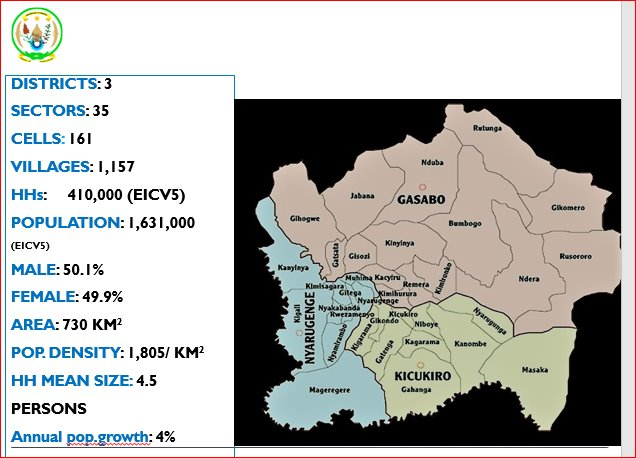 DISTRICTS: 3
SECTORS: 35
CELLS: 161
VILLAGES: 1,157
HHs: 410,000 (EICV5)
POPULATION: 1,631,000
(EICV5)
MALE: 50.1%
FEMALE: 49.9%
AREA: 730 KM²
POP. DENSITY: 1,805/ KM²
HH MEAN SIZE: 4.5
PERSONS
Annual pop.growth: 4%
Rutunga
Nduba
Jabana
GASABO
Gikomero
Gihogwe
Bumbogo
Kinyinya
Gatsata
Gisozi
Rusororo
Kanyinya
Kimironko
Muhima
Kacyiru
Remera
Ndera
Kimisagara
Gitega
Kimihurura
Nyarugenge
Nyakabanda
Rwezamenyo
Kigali
NYARUGENGE
Nyamirambo
Kigarama
Gikondo
Kicukiro
Niboye
Nyarugunga
Gatenga
Kagarama
Kanombe
Masaka
KICUKIRO
Gahanga
Mageregere